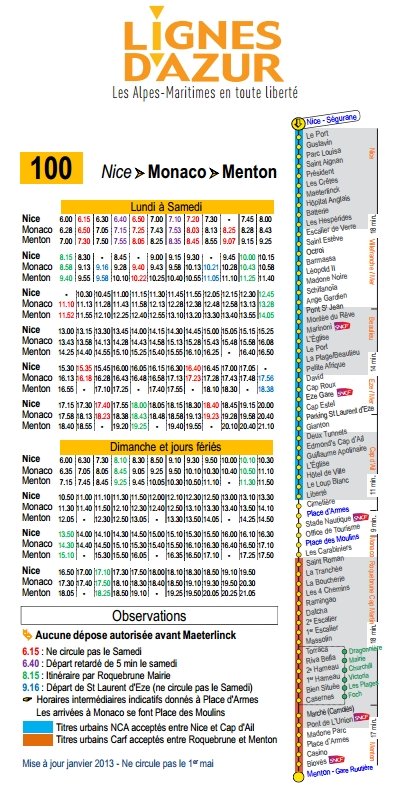 LIGNES
D'AZUR
Les Alpes-Maritimes en toute liberté
100
Nice > Monaco > Menton
Lundi à Samedi
Nice 6.00 6.15 6.30 6.40 6.50 7.00 7.10 7.20 7.30 - 7.45 8.00
Monaco 6.28 6.50 7.05 7.15 7.25 7.43 7.53 8.03 8.13 8.25 8.28 8.43
Menton 7.00 7.30 7.50 7.55 8.05 8.25 8.35 8.45 8.55 9.07 9.15 9.25
Nice 8.15 8.30 - 8.45 - 9.00 9.15 9.30 - 9.45 10.00 10.15
Monaco 8.58 9.13 9.16 9.28 9.40 9.43 9.58 10.13 10.21 10.28 10.43 10.58
Menton 9.40 9.55 9.58 10.10 10.22 10.25 10.40 10.55 11.05 11.10 11.25 11.40
Nice - 10.30 10.45 11.00 11.15 11.30 11.45 11.55 12.05 12.15 12.30 12.45
Monaco 11.10 11.13 11.28 11.43 11.58 12.13 12.28 12.38 12.48 12.58 13.13 13.28
Menton 11.52 11.55 12.10 12.25 12.40 12.55 13.10 13.20 13.30 13.40 13.55 14.05
Nice 13.00 13.15 13.30 13.45 14.00 14.15 14.30 14.45 15.00 15.05 15.15 15.25
Monaco 13.43 13.58 14.13 14.28 14.43 14.58 15.13 15.28 15.43 15.48 15.58 16.08
Menton 14.25 14.40 14.55 15.10 15.25 15.40 15.55 16.10 16.25 - 16.40 16.50
Nice 15.30 15.35 15.45 16.00 16.05 16.15 16.30 16.40 16.45 17.00 17.05 -
Monaco 16.13 16.18 16.28 16.43 16.48 16.58 17.13 17.23 17.28 17.43 17.48 17.56
Menton 16.55 - 17.10 17.25 - 17.40 17.55 - 18.10 18.25 - 18.38
Nice 17.15 17.30 17.40 17.55 18.00 18.05 18.15 18.30 18.40 18.45 19.15 20.00
Monaco 17.58 18.13 18.23 18.38 18.43 18.48 18.58 19.13 19.23 19.28 19.58 20.40
Menton 18.40 18.55 - 19.20 19.25 - 19.40 19.55 - 20.10 20.40 21.10
Dimanche et jours fériés
Nice 6.00 6.30 7.30 8.10 8.30 8.50 9.10 9.30 9.50 10.00 10.10 10.30
Monaco 6.35 7.05 8.05 8.45 9.05 9.25 9.50 10.10 10.30 10.40 10.50 11.10
Menton 7.15 7.45 8.45 9.25 9.45 10.05 10.30 10.50 11.10 - 11.30 11.50
Nice 10.50 11.00 11.10 11.30 11.50 12.00 12.10 12.30 12.50 13.00 13.10 13.30
Monaco 11.30 11.40 11.50 12.10 12.30 12.40 12.50 13.10 13.30 13.40 13.50 14.10
Menton 12.05 - 12.30 12.50 13.10 - 13.30 13.50 14.05 - 14.25 14.50
Nice 13.50 14.00 14.10 14.30 14.50 15.00 15.10 15.30 15.50 16.00 16.10 16.30
Monaco 14.30 14.40 14.50 15.10 15.30 15.40 15.50 16.10 16.30 16.40 16.50 17.10
Menton 15.10 - 15.30 15.50 16.05 - 16.35 16.50 17.10 - 17.25 17.50
Nice 16.50 17.00 17.10 17.30 17.50 18.00 18.10 18.30 18.50 19.10 20.00 21.00
Monaco 17.30 17.40 17.50 18.10 18.30 18.40 18.50 19.10 19.30 19.50 20.30
Menton 18.05 - 18.25 18.50 19.10 - 19.25 19.50 20.05 20.25 21.05
Observations
Aucune dépose autorisée avant Maeterlinck
6.15 : Ne circule pas le Samedi
6.40 : Départ retardé de 5 min le samedi
8.15 : Itinéraire par Roquebrune Mairie
9.16 : Départ de St Laurent d'Eze (ne circule pas le Samedi)
Horaires intermédiaires indicatifs donnés à Place d'Armes
Les arrivées à Monaco se font Place des Moulins
Titres urbains NCA acceptés entre Nice et Cap d'Ail
Titres urbains Carf acceptés entre Roquebrune et Menton
Mise à jour janvier 2013 - Ne circule pas le 1er mai
Nice - Ségurane
Le Port
Gustavin
Parc Louisa
Saint Aignan
Président
Les Crêtes
Maeterlinck
Hôpital Anglais
Batterie
Les Hespérides
Escalier de Verre
Saint Estève
Octroi
Barmassa
Léopold II
Madone Noire
Schifanoïa
Ange Gardien
Pont St Jean
Morilée du Rêve
Marinoni SNCF
L'Eglise
Le Port
La Plage/Beaulieu
Petite Afrique
David
Cap Roux
Eze Gare SNCF
Cap Estel
Parking St Laurent d'Eze
Gianton
Deux Tunnels
Edmond's Cap d'Ail
Guillaume Apolinaire
L'Eglise
Hôtel de Ville
Le Loup Blanc
Liberté
Cimetière
Place d'Armes
Stade Nautique SNCF
Office de Tourisme
Place des Moulins
Les Carabiniers
Saint Roman
La Tranchée
La Boucherie
Les 4 Chemins
Ramingao
Daltcha
2e Escalier
1er Escalier
Massolin
Torraca
Riva Bella
2e Hameau
1er Hameau
Bien Située
Casernes
Dragonnière
Mairie
Churchill
Victoria
Les Plages
Foch
Marché (Carnolès)
Pont de L'Union SNCF
Madone Parc
Place d'Armes
Casino
Biovès SNCF
Menton - Gare Routière
Nice
18 min.
Villefranche / Mer
Beaulieu
14 min.
Eze / Mer
Cap d'Ail
11 min.
9 min.
Monaco
Roquebrune Cap Martin
18 min.
17 min.
Menton